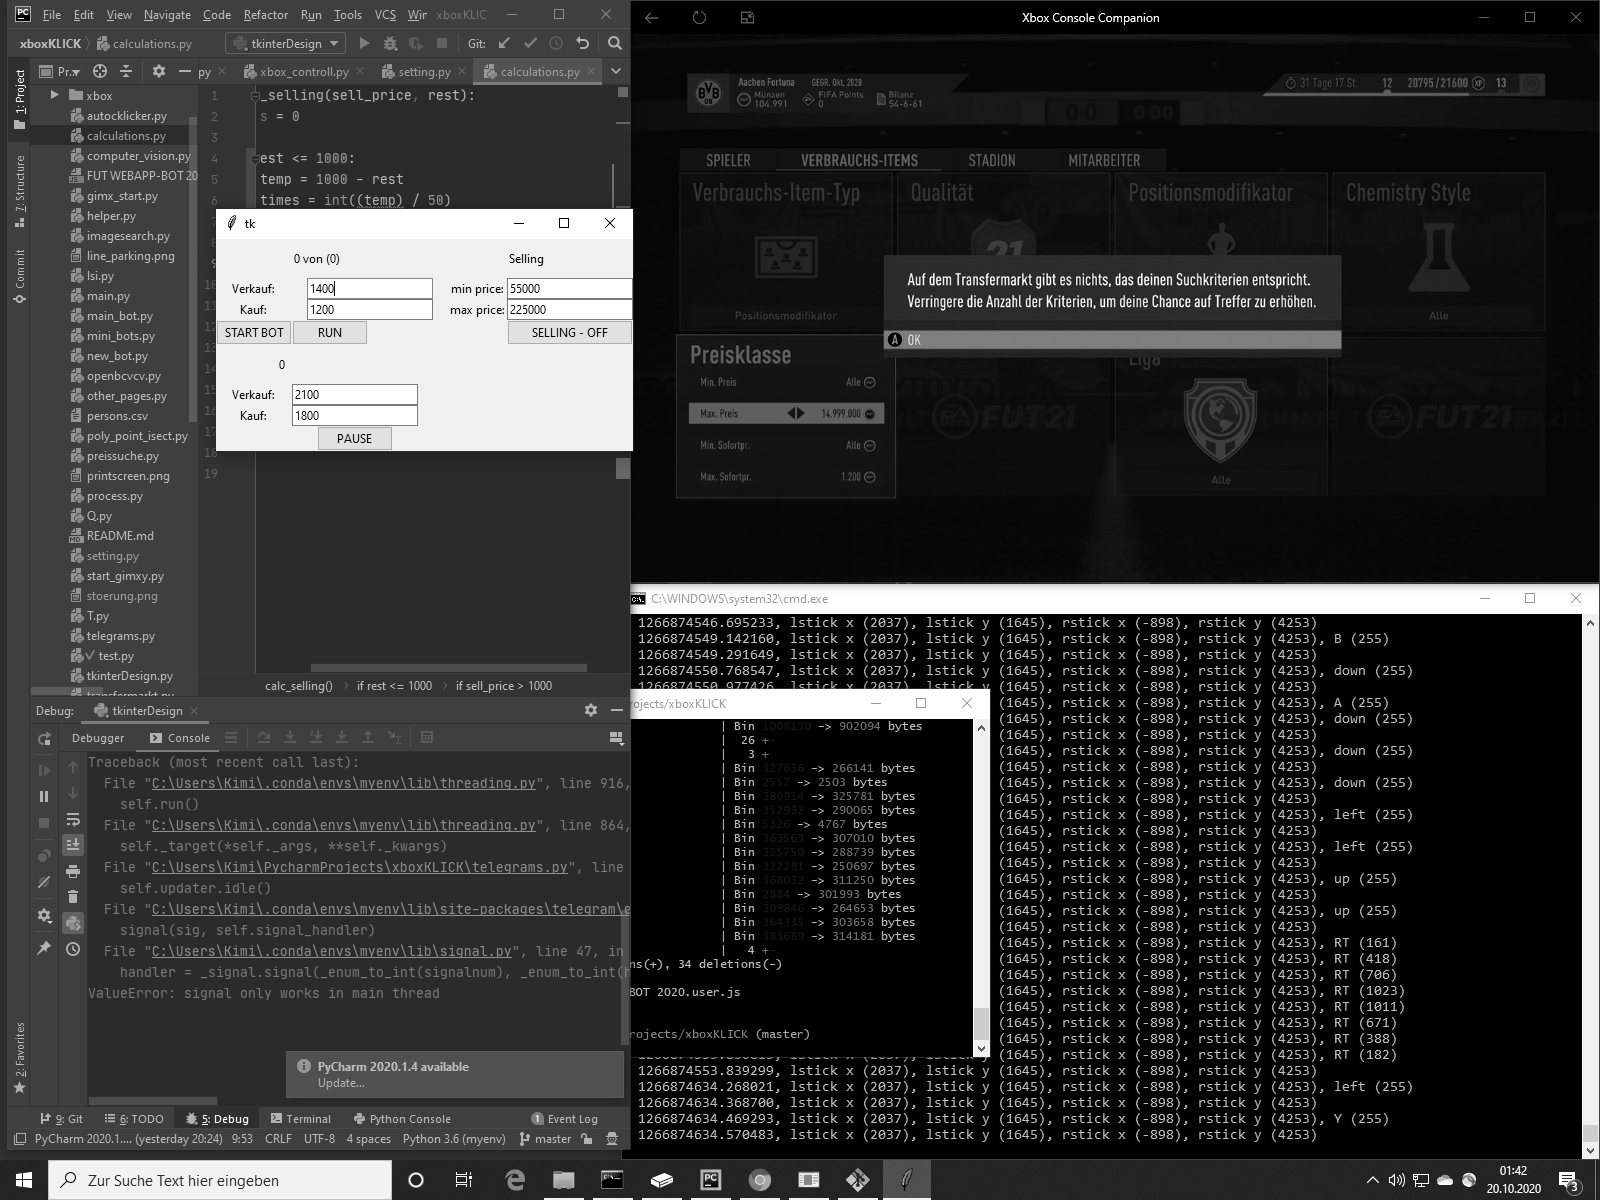 File Edit View Navigate Code Refactor Run Tools VCS Wir xboxKLIC
xboxKLICK calculations.py tkinterDesign Git:
Pr.. py xbox_controll.py setting.py calculations.py
1: Project
7: Structure
Commit
2: Favorites
xbox
autoclicker.py
calculations.py
computer_vision.py
FUT WEBAPP-BOT 20
gimx_start.py
helper.py
imagesearch.py
line_parking.png
lsi.py
main.py
main_bot.py
mini_bots.py
new_bot.py
openbcvcv.py
other_pages.py
persons.csv
poly_point_isect.py
preissuche.py
printscreen.png
process.py
Q.py
README.md
setting.py
start_gimxy.py
stoerung.png
T.py
telegrams.py
test.py
tkinterDesign.py
transfermarkt.py
1 _selling(sell_price, rest):
2 s = 0
3
4 est <= 1000:
5 temp = 1000 - rest
6 times = int((temp) / 50)
19
tk
0 von (0) Selling
Verkauf: 1400 min price: 55000
Kauf: 1200 max price: 225000
START BOT RUN SELLING - OFF
0
Verkauf: 2100
Kauf: 1800
PAUSE
calc_selling() if rest <= 1000 if sell_price > 1000
Debug: tkinterDesign
Debugger Console
Traceback (most recent call last):
File "C:\Users\Kimi\.conda\envs\myenv\lib\threading.py", line 916,
self.run()
File "C:\Users\Kimi\.conda\envs\myenv\lib\threading.py", line 864,
self._target(*self._args, **self._kwargs)
File "C:\Users\Kimi\PycharmProjects\xboxKLICK\telegrams.py", line
self.updater.idle()
File "C:\Users\Kimi\.conda\envs\myenv\lib\site-packages\telegram\e
signal(sig, self.signal_handler)
File "C:\Users\Kimi\.conda\envs\myenv\lib\signal.py", line 47, in
handler = _signal.signal(_enum_to_int(signalnum), _enum_to_int(h
ValueError: signal only works in main thread
PyCharm 2020.1.4 available
Update...
9: Git 6: TODO 5: Debug Terminal Python Console 1 Event Log
PyCharm 2020.1.... (yesterday 20:24) 9:53 CRLF UTF-8 4 spaces Python 3.6 (myenv) master
Xbox Console Companion
Aachen Fortuna GEGR. Okt. 2020
Münzen 104.991 FIFA Points 0 Bilanz 54-6-61
31 Tage 17 St. 12 20795/21600 XP 13
SPIELER VERBRAUCHS-ITEMS STADION MITARBEITER
Verbrauchs-Item-Typ Qualität Positionsmodifikator Chemistry Style
21
Positionsmodifikator Alle
Auf dem Transfermarkt gibt es nichts, das deinen Suchkriterien entspricht.
Verringere die Anzahl der Kriterien, um deine Chance auf Treffer zu erhöhen.
A OK
Preisklasse Liga
Min. Preis Alle
Max. Preis 14.999.000
Min. Sofortpr. Alle
Max. Sofortpr. 1.200
Alle
FUT21 FUT21
C:\WINDOWS\system32\cmd.exe
1266874546.695233, lstick x (2037), lstick y (1645), rstick x (-898), rstick y (4253)
1266874549.142160, lstick x (2037), lstick y (1645), rstick x (-898), rstick y (4253), B (255)
1266874549.291649, lstick x (2037), lstick y (1645), rstick x (-898), rstick y (4253)
1266874550.768547, lstick x (2037), lstick y (1645), rstick x (-898), rstick y (4253), down (255)
1266874550.977426, lstick x (2037), lstick y (1645), rstick x (-898), rstick y (4253)
(1645), rstick x (-898), rstick y (4253), A (255)
(1645), rstick x (-898), rstick y (4253), down (255)
(1645), rstick x (-898), rstick y (4253)
(1645), rstick x (-898), rstick y (4253), down (255)
(1645), rstick x (-898), rstick y (4253)
(1645), rstick x (-898), rstick y (4253), down (255)
(1645), rstick x (-898), rstick y (4253)
(1645), rstick x (-898), rstick y (4253), left (255)
(1645), rstick x (-898), rstick y (4253)
(1645), rstick x (-898), rstick y (4253), left (255)
(1645), rstick x (-898), rstick y (4253)
(1645), rstick x (-898), rstick y (4253), up (255)
(1645), rstick x (-898), rstick y (4253)
(1645), rstick x (-898), rstick y (4253), up (255)
(1645), rstick x (-898), rstick y (4253)
(1645), rstick x (-898), rstick y (4253), RT (161)
(1645), rstick x (-898), rstick y (4253), RT (418)
(1645), rstick x (-898), rstick y (4253), RT (706)
(1645), rstick x (-898), rstick y (4253), RT (1023)
(1645), rstick x (-898), rstick y (4253), RT (1011)
(1645), rstick x (-898), rstick y (4253), RT (671)
(1645), rstick x (-898), rstick y (4253), RT (388)
(1645), rstick x (-898), rstick y (4253), RT (182)
1266874553.839299, lstick x (2037), lstick y (1645), rstick x (-898), rstick y (4253)
1266874634.268021, lstick x (2037), lstick y (1645), rstick x (-898), rstick y (4253), left (255)
1266874634.368700, lstick x (2037), lstick y (1645), rstick x (-898), rstick y (4253)
1266874634.469293, lstick x (2037), lstick y (1645), rstick x (-898), rstick y (4253), Y (255)
1266874634.570483, lstick x (2037), lstick y (1645), rstick x (-898), rstick y (4253)
rojects/xboxKLICK
| Bin 1008130 -> 902094 bytes
| 26 +-
| 3 +
| Bin 327636 -> 266141 bytes
| Bin 2557 -> 2503 bytes
| Bin 380914 -> 325781 bytes
| Bin 352932 -> 290065 bytes
| Bin 5326 -> 4767 bytes
| Bin 363563 -> 307010 bytes
| Bin 325750 -> 288739 bytes
| Bin 322281 -> 250697 bytes
| Bin 368032 -> 311250 bytes
| Bin 2884 -> 301993 bytes
| Bin 309846 -> 264653 bytes
| Bin 364335 -> 303658 bytes
| Bin 383689 -> 314181 bytes
| 4 +-
ns(+), 34 deletions(-)
BOT 2020.user.js
rojects/xboxKLICK (master)
Zur Suche Text hier eingeben
01:42
20.10.2020
3